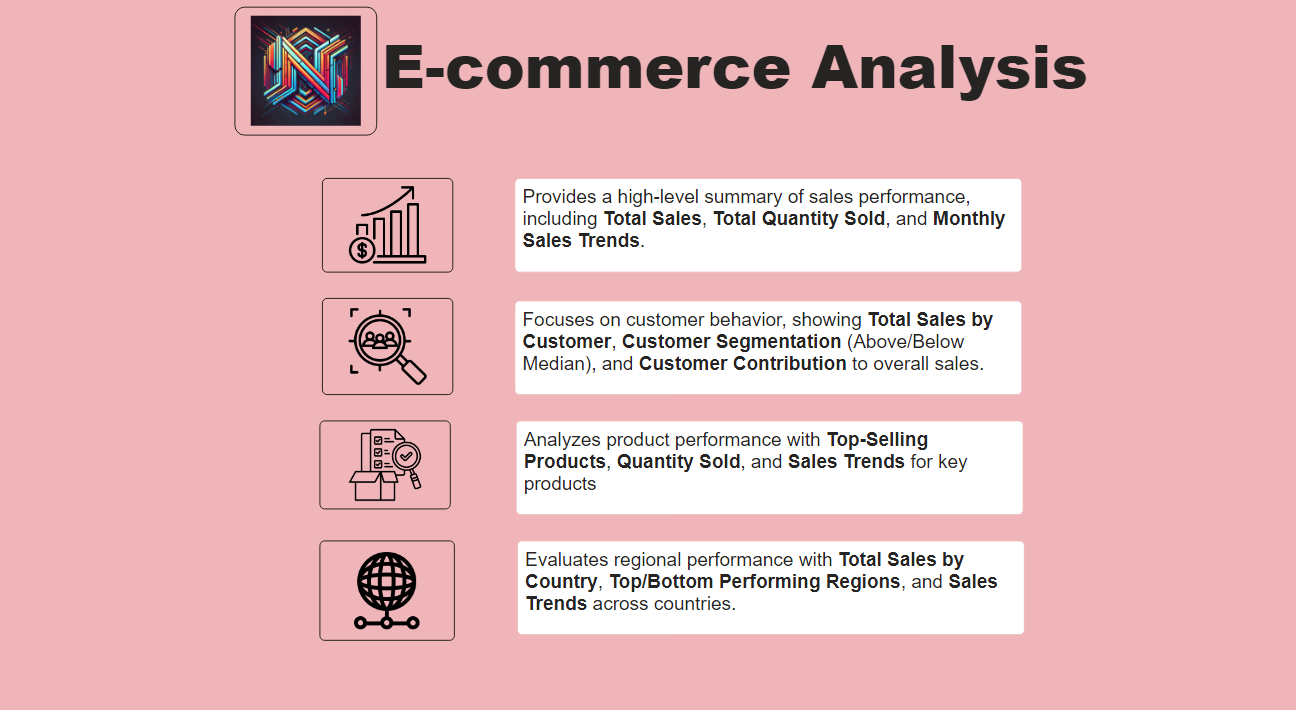 E-commerce Analysis
Provides a high-level summary of sales performance,
including Total Sales, Total Quantity Sold, and Monthly
Sales Trends.
Focuses on customer behavior, showing Total Sales by
Customer, Customer Segmentation (Above/Below
Median), and Customer Contribution to overall sales.
Analyzes product performance with Top-Selling
Products, Quantity Sold, and Sales Trends for key
products
Evaluates regional performance with Total Sales by
Country, Top/Bottom Performing Regions, and Sales
Trends across countries.